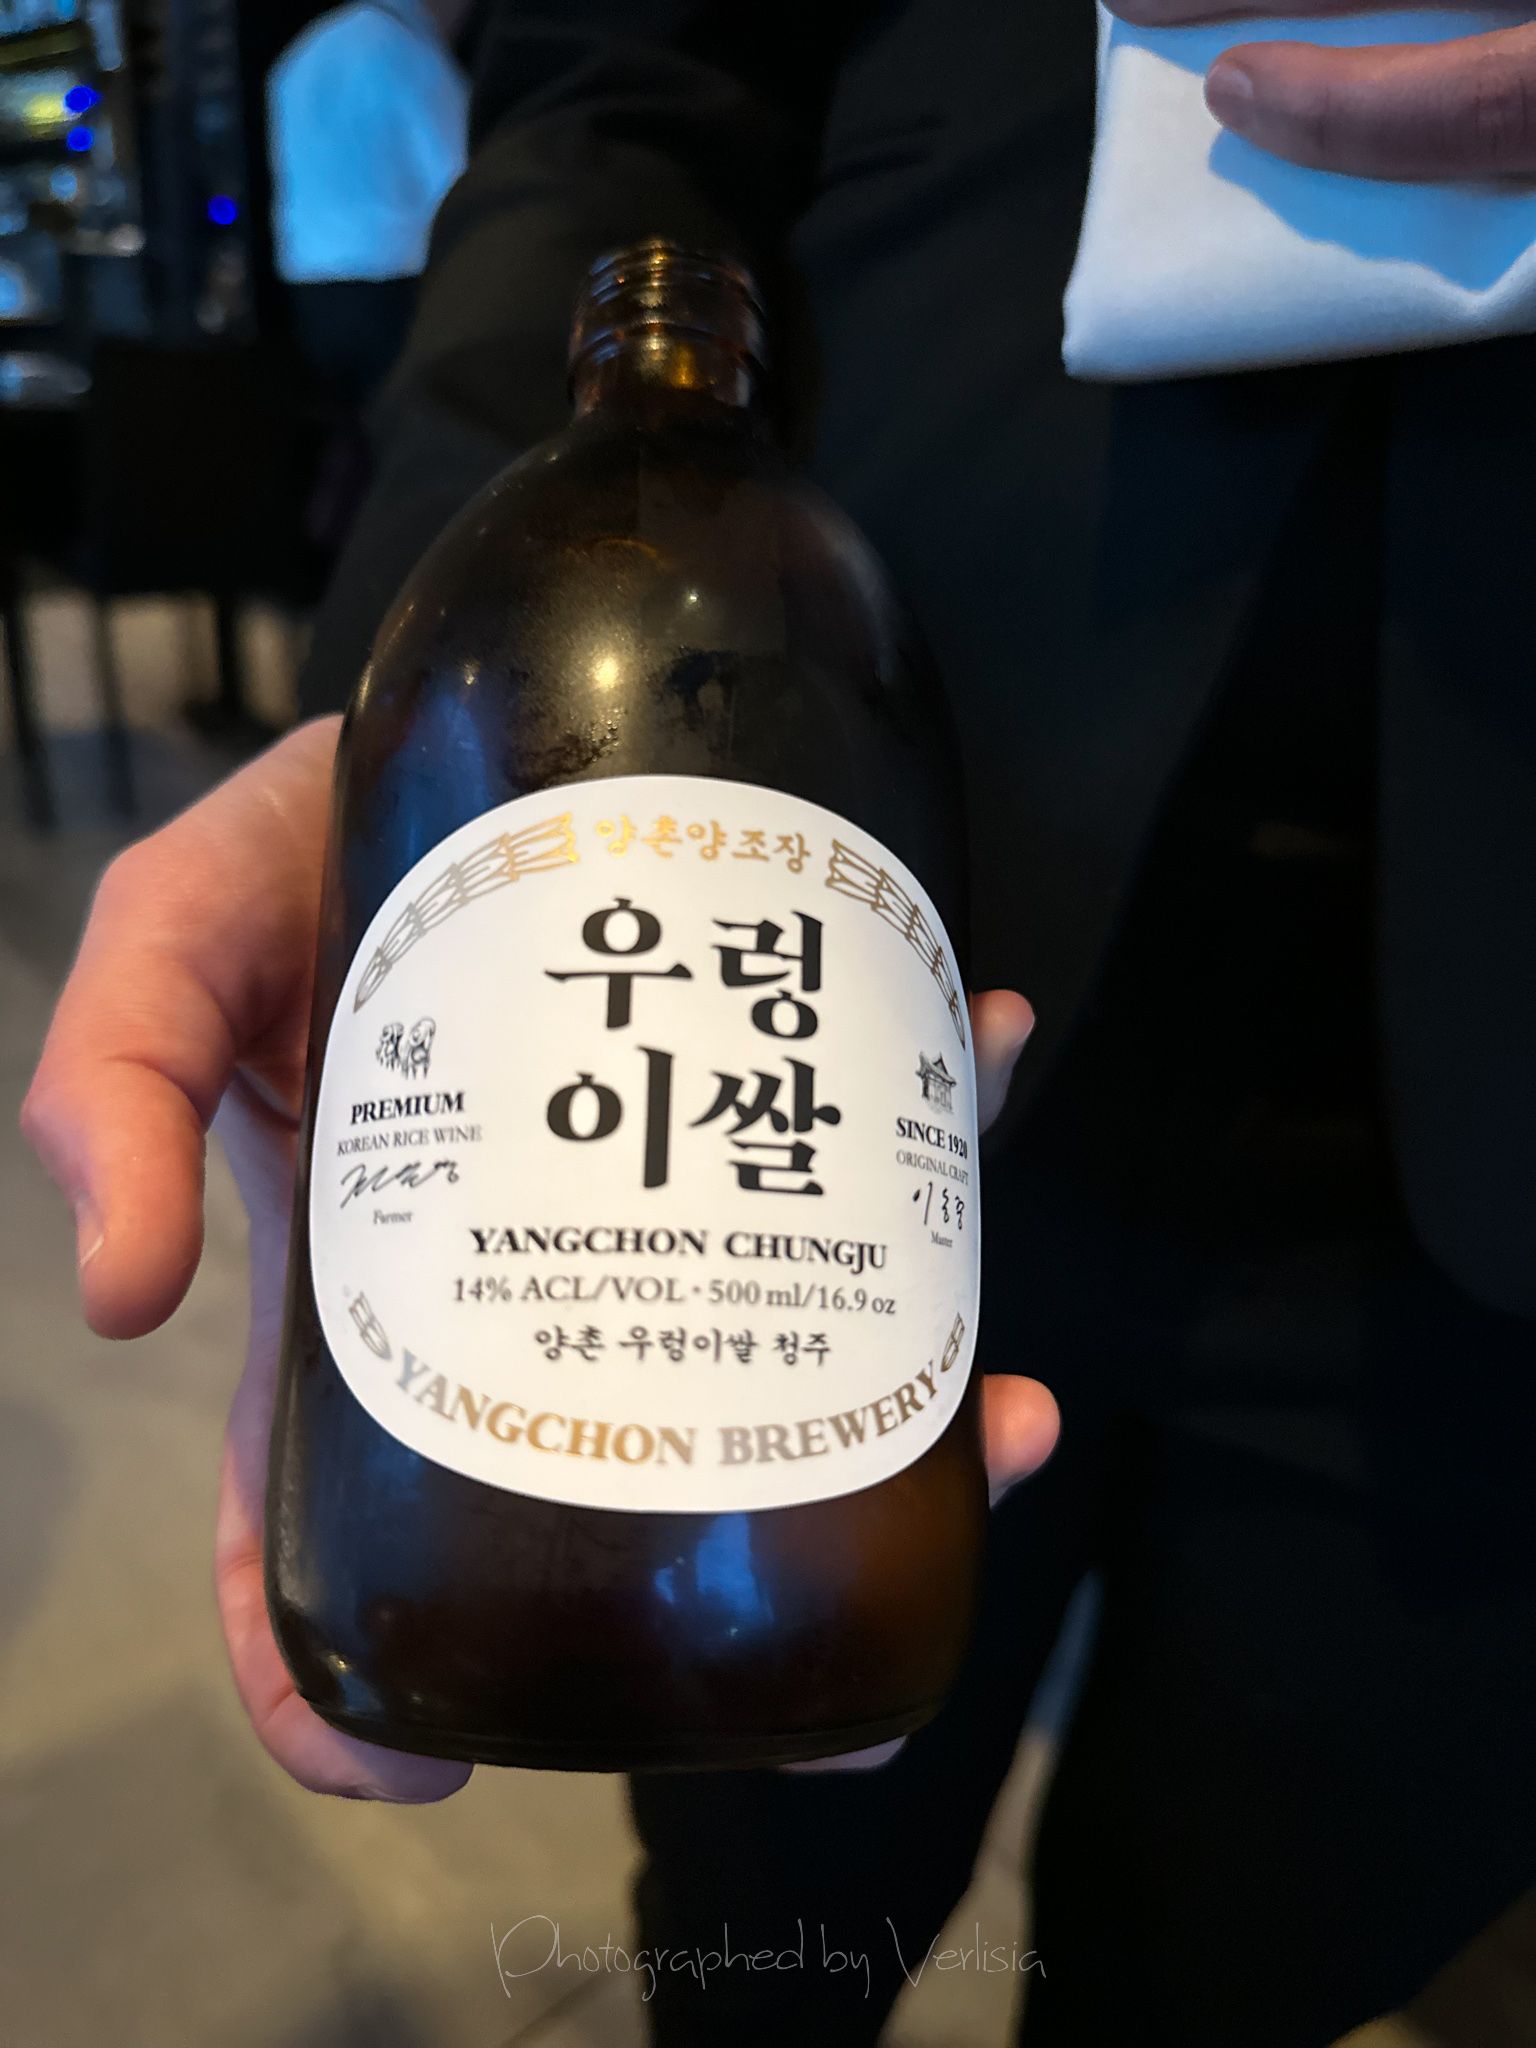 양촌양조장
우렁
이쌀
PREMIUM
KOREAN RICE WINE
Farmer
SINCE 1920
ORIGINAL CRAFT
이동중
Master
YANGCHON CHUNGJU
14% ACL/VOL·500 ml/16.9 oz
양촌 우렁이쌀 청주
YANGCHON BREWERY
Photographed by Verlisia